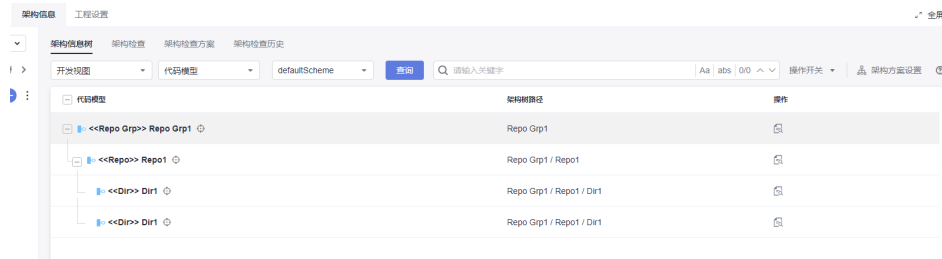 架构信息 工程设置 全屏
架构信息树 架构检查 架构检查方案 架构检查历史
开发视图 代码模型 defaultScheme 查询 请输入关键字 Aa abs 0/0 操作开关 架构方案设置
代码模型 架构树路径 操作
<<Repo Grp>> Repo Grp1 Repo Grp1
<<Repo>> Repo1 Repo Grp1 / Repo1
<<Dir>> Dir1 Repo Grp1 / Repo1 / Dir1
<<Dir>> Dir1 Repo Grp1 / Repo1 / Dir1